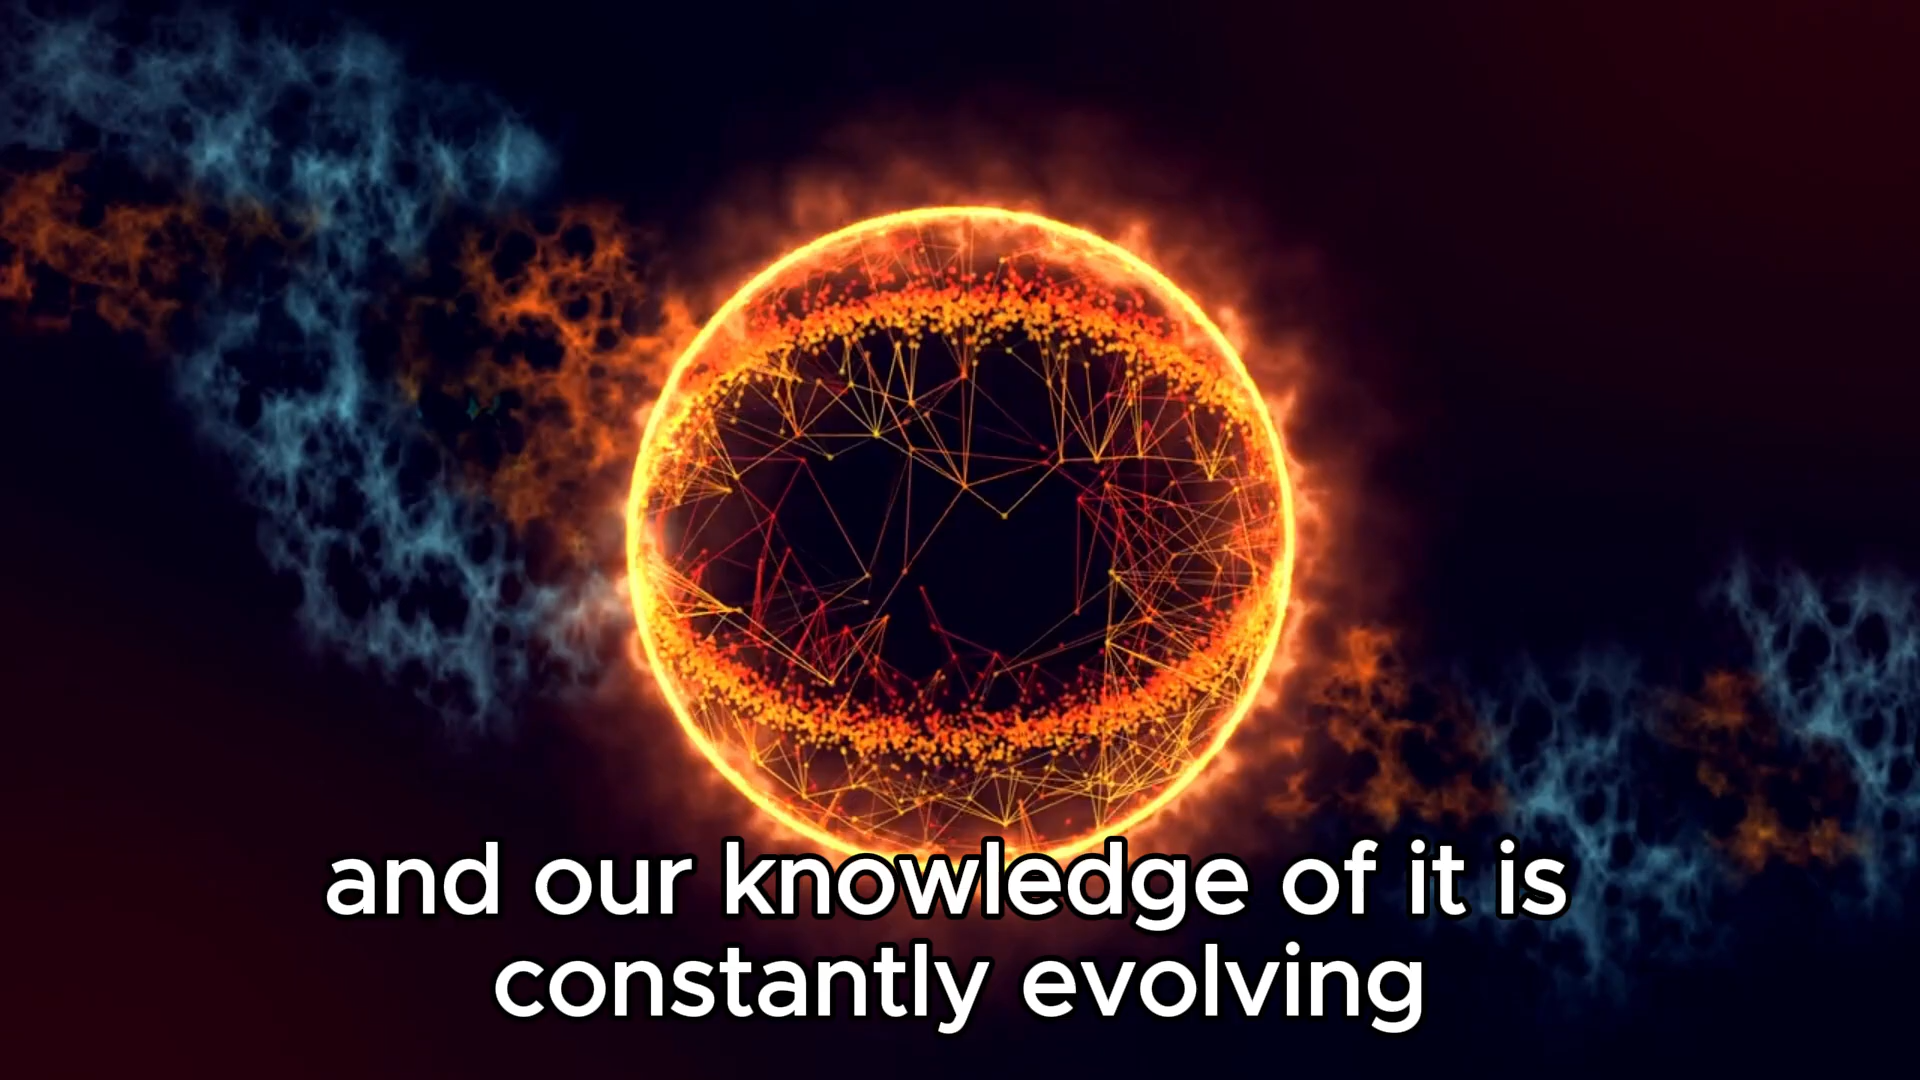 and our knowledge of it is
constantly evolving